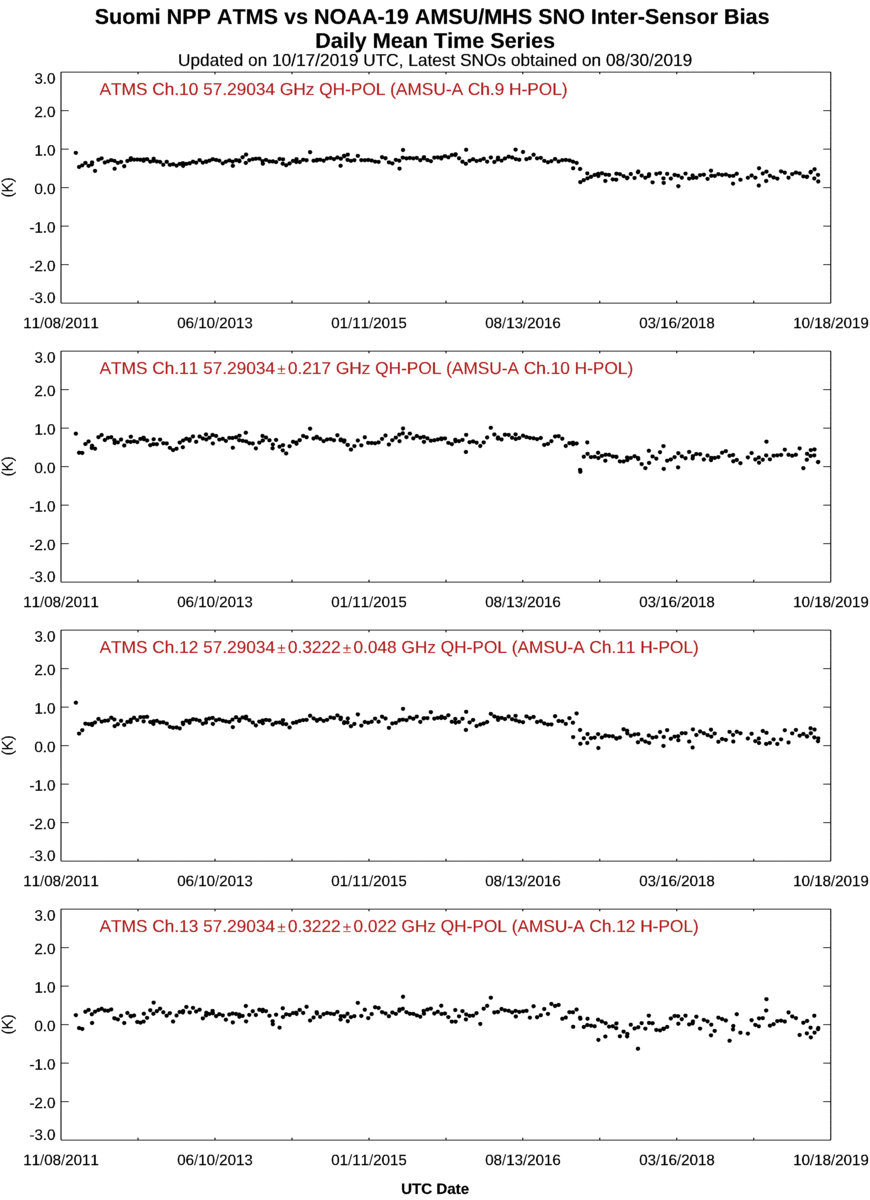 Suomi NPP ATMS vs NOAA-19 AMSU/MHS SNO Inter-Sensor Bias
Daily Mean Time Series
Updated on 10/17/2019 UTC, Latest SNOs obtained on 08/30/2019
ATMS Ch.10 57.29034 GHz QH-POL (AMSU-A Ch.9 H-POL)
3.0
2.0
1.0
0.0
-1.0
-2.0
-3.0
(K)
11/08/2011 06/10/2013 01/11/2015 08/13/2016 03/16/2018 10/18/2019
ATMS Ch.11 57.29034±0.217 GHz QH-POL (AMSU-A Ch.10 H-POL)
3.0
2.0
1.0
0.0
-1.0
-2.0
-3.0
(K)
11/08/2011 06/10/2013 01/11/2015 08/13/2016 03/16/2018 10/18/2019
ATMS Ch.12 57.29034±0.3222±0.048 GHz QH-POL (AMSU-A Ch.11 H-POL)
3.0
2.0
1.0
0.0
-1.0
-2.0
-3.0
(K)
11/08/2011 06/10/2013 01/11/2015 08/13/2016 03/16/2018 10/18/2019
ATMS Ch.13 57.29034±0.3222±0.022 GHz QH-POL (AMSU-A Ch.12 H-POL)
3.0
2.0
1.0
0.0
-1.0
-2.0
-3.0
(K)
11/08/2011 06/10/2013 01/11/2015 08/13/2016 03/16/2018 10/18/2019
UTC Date